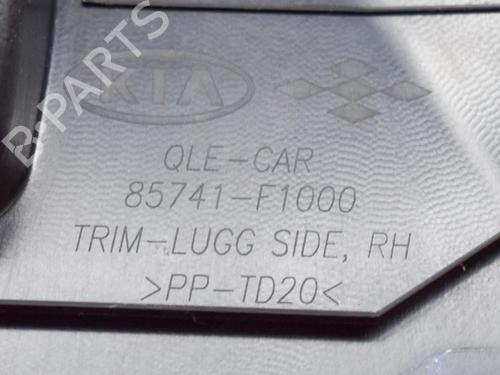 B-PARTS
KIA
QLE-CAR
85741-F1000
TRIM-LUGG SIDE, RH
>PP-TD20<